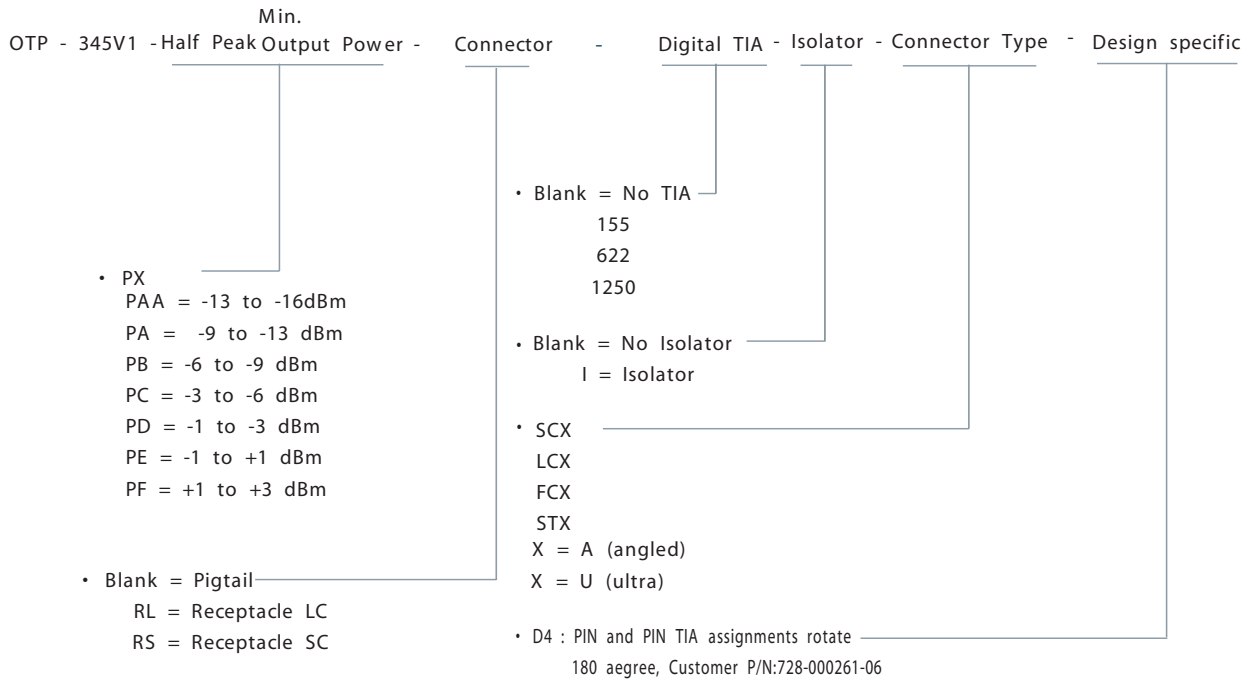 Min.
OTP - 345V1 - Half Peak Output Power - Connector - Digital TIA - Isolator - Connector Type - Design specific
• PX
PAA = -13 to -16dBm
PA = -9 to -13 dBm
PB = -6 to -9 dBm
PC = -3 to -6 dBm
PD = -1 to -3 dBm
PE = -1 to +1 dBm
PF = +1 to +3 dBm
• Blank = Pigtail
RL = Receptacle LC
RS = Receptacle SC
• Blank = No TIA
155
622
1250
• Blank = No Isolator
I = Isolator
• SCX
LCX
FCX
STX
X = A (angled)
X = U (ultra)
• D4 : PIN and PIN TIA assignments rotate
180 aegree, Customer P/N:728-000261-06